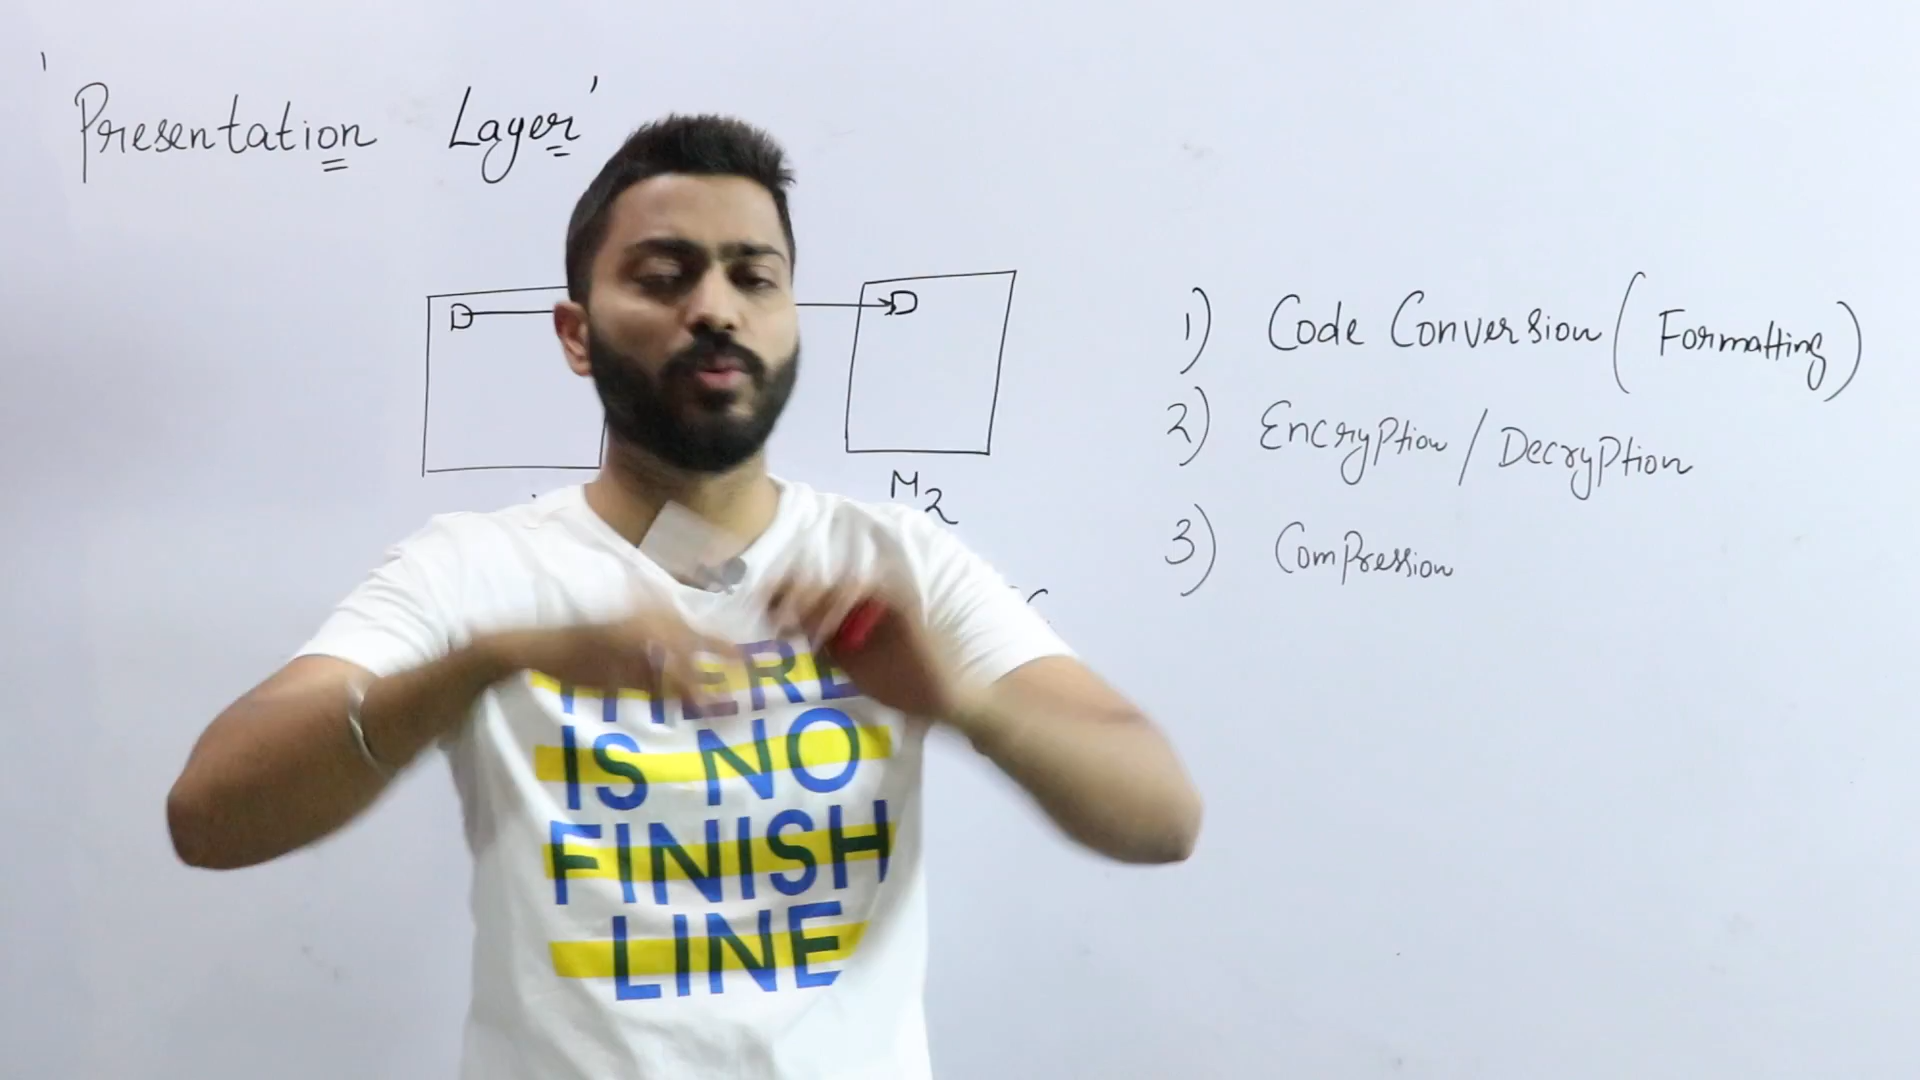 'Presentation Layer'
D
D
M2
1) Code Conversion (Formatting)
2) Encryption / Decryption
3) Compression
THERE
IS NO
FINISH
LINE